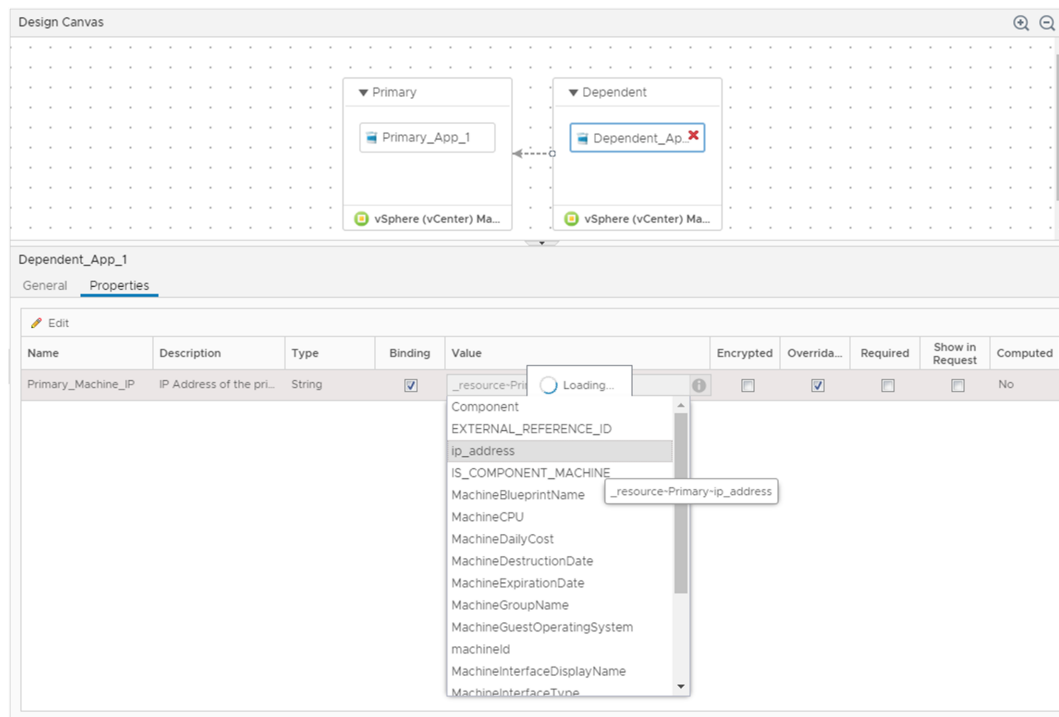 Design Canvas
Primary
Dependent
Primary_App_1
Dependent_Ap...
vSphere (vCenter) Ma...
vSphere (vCenter) Ma...
Dependent_App_1
General Properties
Edit
Name Description Type Binding Value Encrypted Overrida... Required Show in Request Computed
Primary_Machine_IP IP Address of the pri... String _resource-Pri Loading... No
Component
EXTERNAL_REFERENCE_ID
ip_address
IS_COMPONENT_MACHINE
_resource-Primary-ip_address
MachineBlueprintName
MachineCPU
MachineDailyCost
MachineDestructionDate
MachineExpirationDate
MachineGroupName
MachineGuestOperatingSystem
machineId
MachineInterfaceDisplayName
MachineInterfaceType